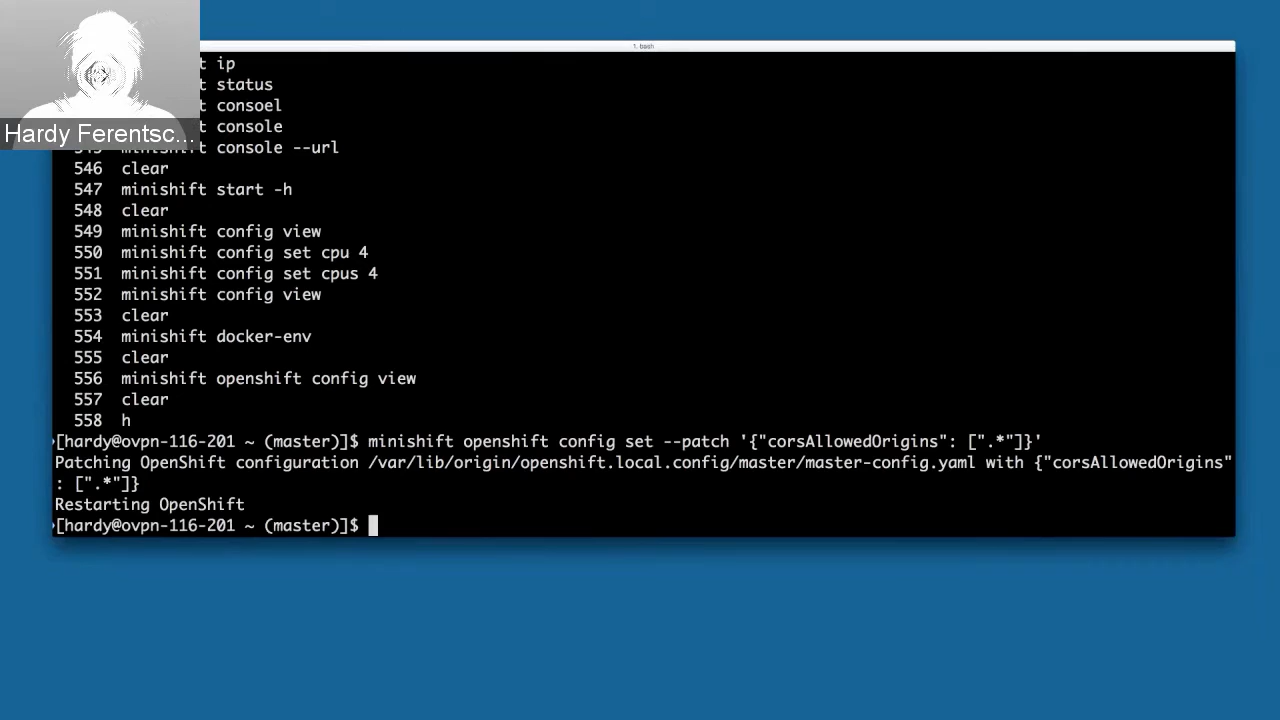 1. bash
t ip
t status
t consoel
Hardy Ferentsc...
t console
minishift console --url
546 clear
547 minishift start -h
548 clear
549 minishift config view
550 minishift config set cpu 4
551 minishift config set cpus 4
552 minishift config view
553 clear
554 minishift docker-env
555 clear
556 minishift openshift config view
557 clear
558 h
[hardy@ovpn-116-201 ~ (master)]$ minishift openshift config set --patch '{"corsAllowedOrigins": [".*"]}'
Patching OpenShift configuration /var/lib/origin/openshift.local.config/master/master-config.yaml with {"corsAllowedOrigins"
: [".*"]}
Restarting OpenShift
[hardy@ovpn-116-201 ~ (master)]$